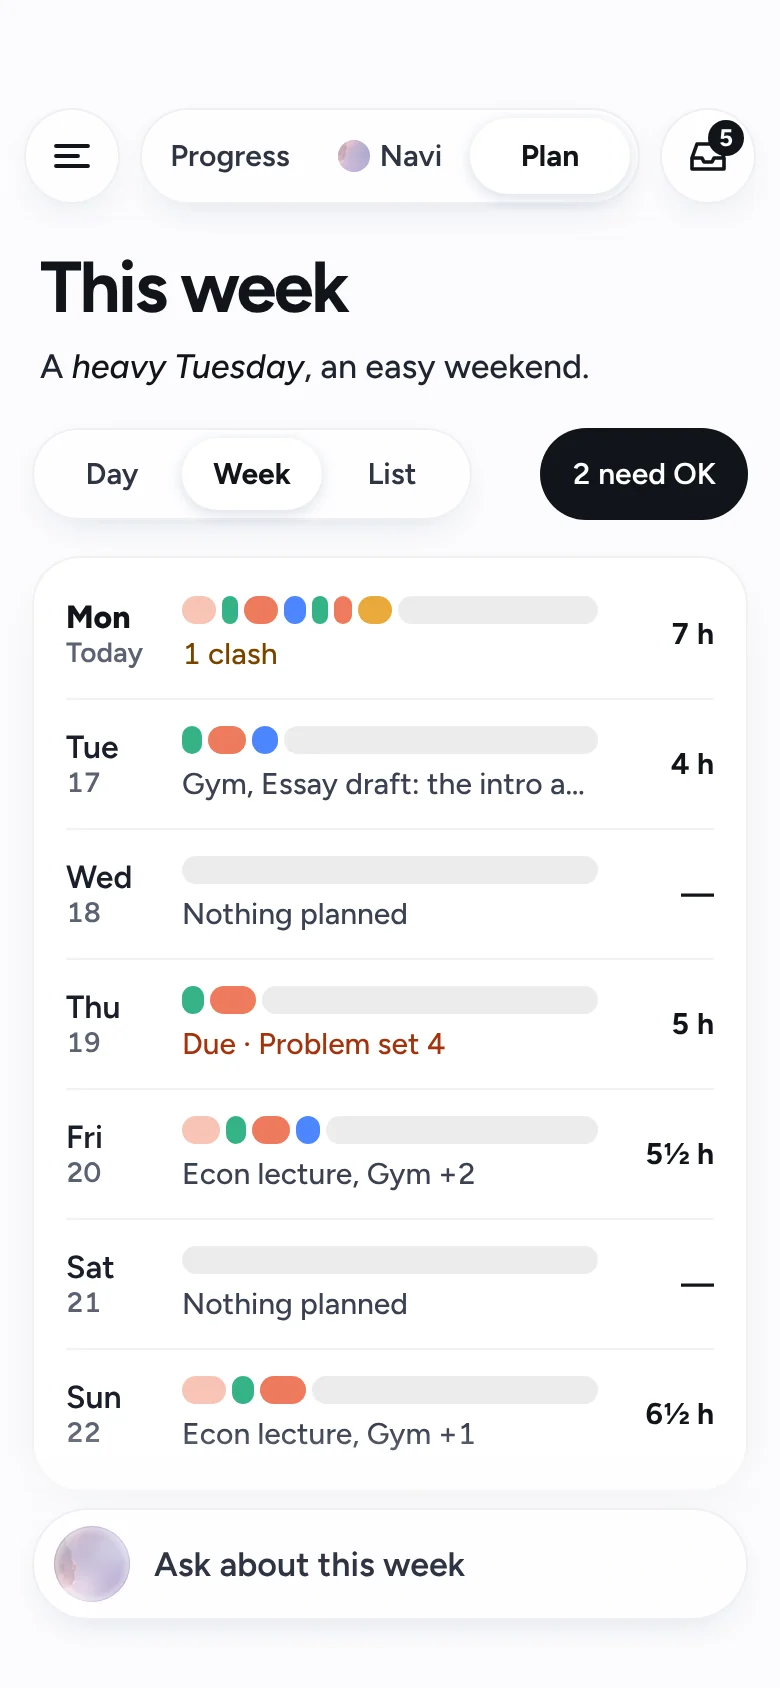 Progress
Navi
Plan
5
This week
A heavy Tuesday, an easy weekend.
Day
Week
List
2 need OK
Mon
Today
1 clash
7 h
Tue
17
Gym, Essay draft: the intro a...
4 h
Wed
18
Nothing planned
—
Thu
19
Due · Problem set 4
5 h
Fri
20
Econ lecture, Gym +2
5½ h
Sat
21
Nothing planned
—
Sun
22
Econ lecture, Gym +1
6½ h
Ask about this week